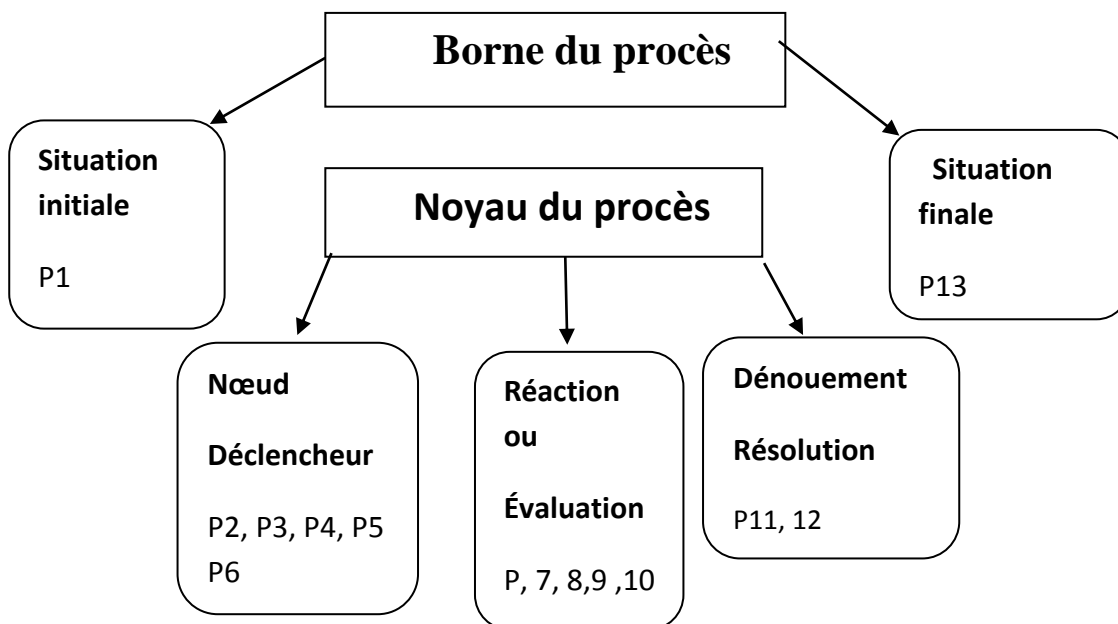 Borne du procès
Situation
initiale
P1
Situation
finale
P13
Noyau du procès
Nœud
Déclencheur
P2, P3, P4, P5
P6
Réaction
ou
Évaluation
P, 7, 8,9 ,10
Dénouement
Résolution
P11, 12